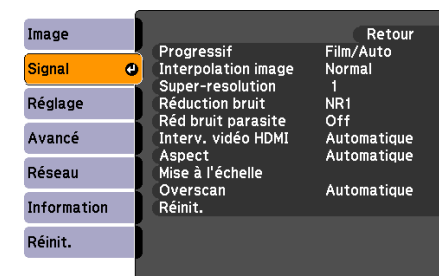 Image
Signal
Réglage
Avancé
Réseau
Information
Réinit.
Retour
Progressif Film/Auto
Interpolation image Normal
Super-resolution 1
Réduction bruit NR1
Réd bruit parasite Off
Interv. vidéo HDMI Automatique
Aspect Automatique
Mise à l'échelle
Overscan Automatique
Réinit.